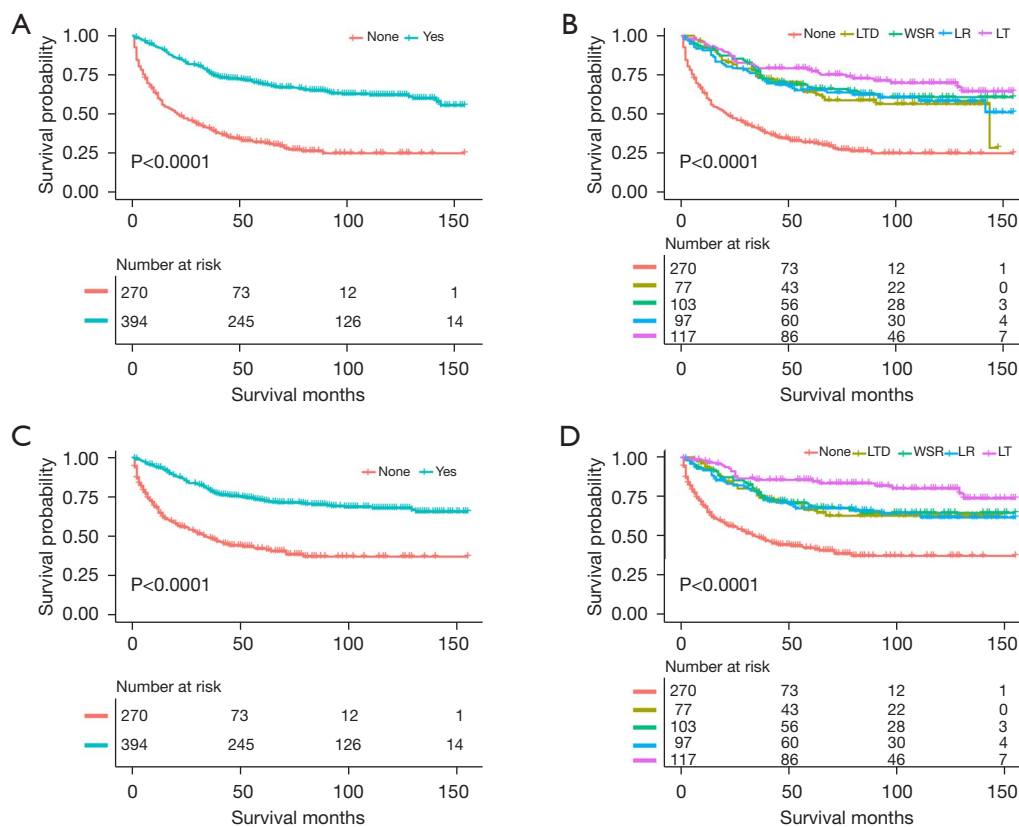 A
None Yes
Survival probability
1.00
0.75
0.50
0.25
0.00
P<0.0001
0 50 100 150
Number at risk
270 73 12 1
394 245 126 14
0 50 100 150
Survival months
B
None LTD WSR LR LT
Survival probability
1.00
0.75
0.50
0.25
0.00
P<0.0001
0 50 100 150
Number at risk
270 73 12 1
77 43 22 0
103 56 28 3
97 60 30 4
117 86 46 7
0 50 100 150
Survival months
C
None Yes
Survival probability
1.00
0.75
0.50
0.25
0.00
P<0.0001
0 50 100 150
Number at risk
270 73 12 1
394 245 126 14
0 50 100 150
Survival months
D
None LTD WSR LR LT
Survival probability
1.00
0.75
0.50
0.25
0.00
P<0.0001
0 50 100 150
Number at risk
270 73 12 1
77 43 22 0
103 56 28 3
97 60 30 4
117 86 46 7
0 50 100 150
Survival months